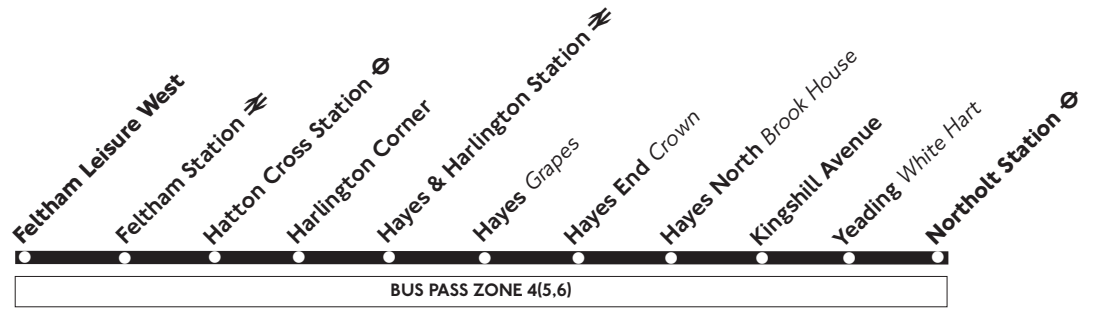 Feltham Leisure West
Feltham Station
Hatton Cross Station
Harlington Corner
Hayes & Harlington Station
Hayes Grapes
Hayes End Crown
Hayes North Brook House
Kingshill Avenue
Yeading White Hart
Northolt Station
BUS PASS ZONE 4(5,6)